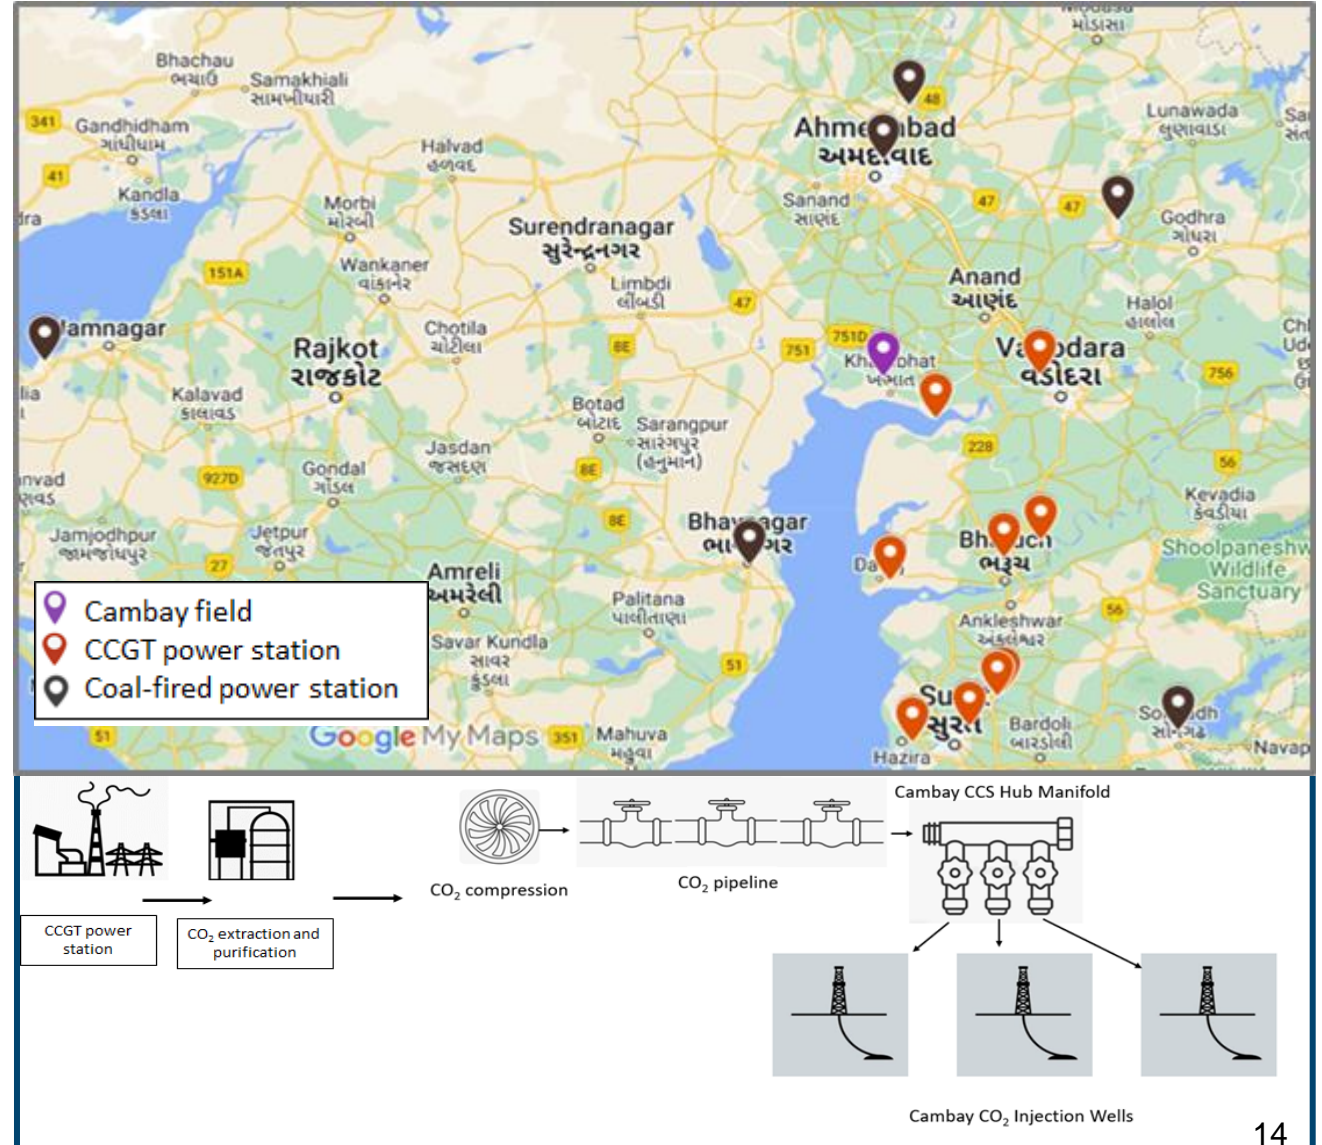 મોડાસા
Bhachau
ભચાઉ
Samakhiali
સામખીયારી
48
341
Gandhidham
ગાંધીધામ
Lunawada
લુણાવાડા
Halvad
હળવદ
41
Kandla
કંડલા
Morbi
મોરબી
Sanand
સાણંદ
47
47
Godhra
ગોધરા
Surendranagar
સુરેન્દ્રનગર
Wankaner
વાંકાનેર
151A
Anand
આણંદ
Limbdi
લીંબડી
47
Halol
હાલોલ
Jamnagar
Chotila
ચોટીલા
Rajkot
રાજકોટ
8E
751
751D
ખંભાત
વડોદરા
756
Kalavad
કાલાવડ
Botad
બોટાદ
Sarangpur
સારંગપુર
(હનુમાન)
Jasdan
જસદણ
228
56
Gondal
ગોંડલ
8E
927D
Kevadia
કેવડીયા
8E
Jamjodhpur
જામજોધપુર
Jetpur
જેતપુર
27
ભરૂચ
Shoolpaneshw
Wildlife
Sanctuary
Amreli
અમરેલી
Palitana
પાલીતાણા
56
Ankleshwar
અંકલેશ્વર
Savar Kundla
સાવર
કુંડલા
51
સુરત
Bardoli
બારડોલી
સોનગઢ
Navap
Hazira
51
351
Mahuva
મહુવા
Google My Maps
Cambay field
CCGT power station
Coal-fired power station
Cambay CCS Hub Manifold
CO₂ compression
CO₂ pipeline
CCGT power
station
CO₂ extraction and
purification
Cambay CO₂ Injection Wells
14